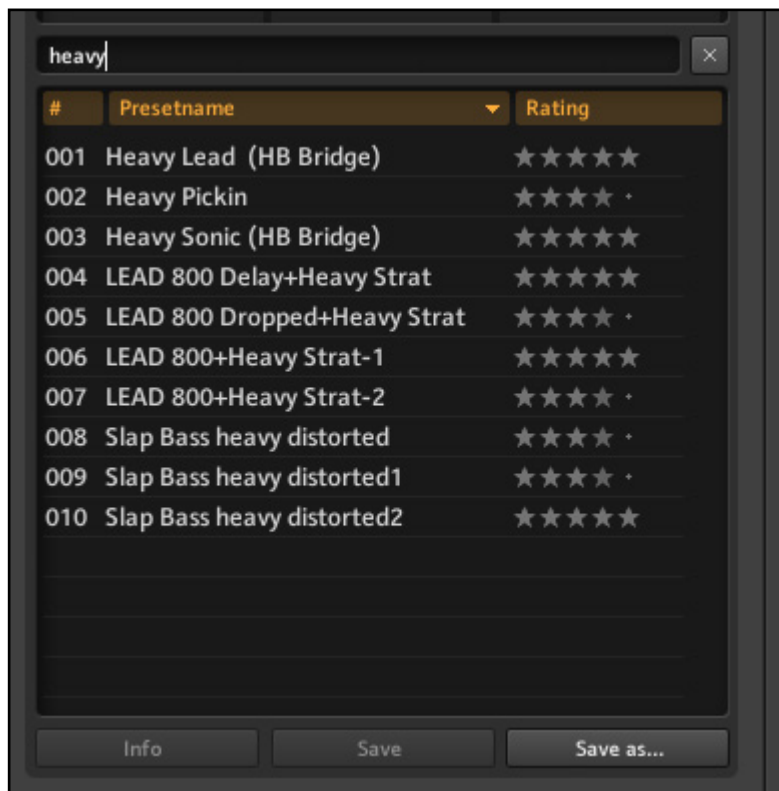 heavy
# Presetname Rating
001 Heavy Lead  (HB Bridge)
002 Heavy Pickin
003 Heavy Sonic (HB Bridge)
004 LEAD 800 Delay+Heavy Strat
005 LEAD 800 Dropped+Heavy Strat
006 LEAD 800+Heavy Strat-1
007 LEAD 800+Heavy Strat-2
008 Slap Bass heavy distorted
009 Slap Bass heavy distorted1
010 Slap Bass heavy distorted2
Info Save Save as...